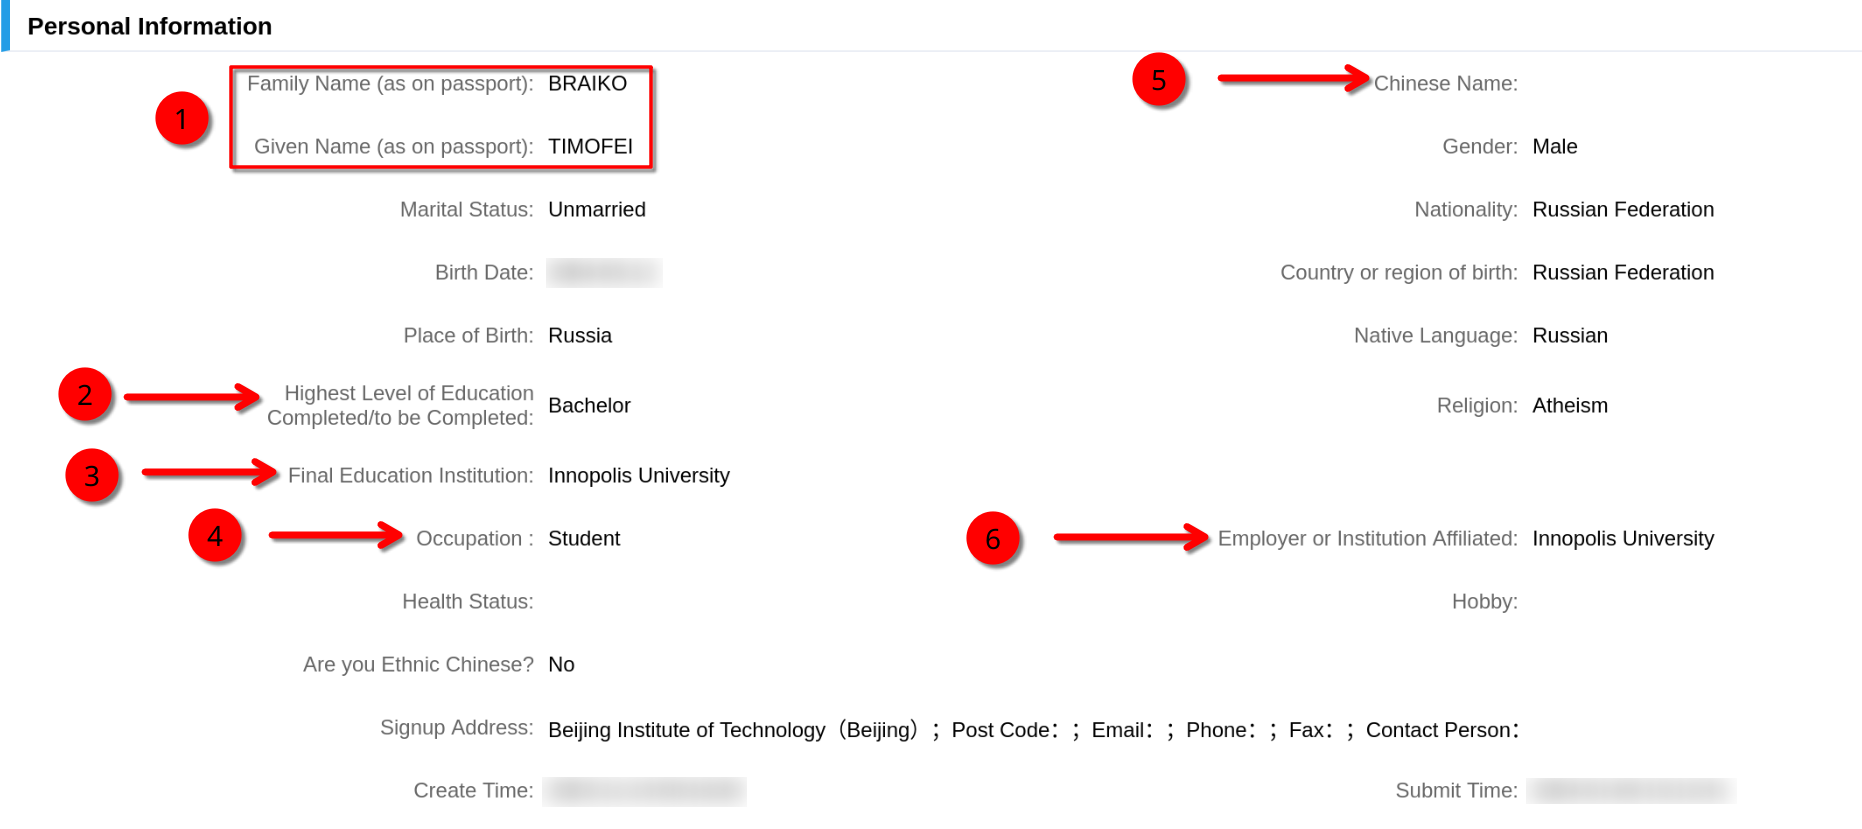 Personal Information
1
Family Name (as on passport): BRAIKO
5
Chinese Name:
Given Name (as on passport): TIMOFEI
Gender: Male
Marital Status: Unmarried
Nationality: Russian Federation
Birth Date:
Country or region of birth: Russian Federation
Place of Birth: Russia
Native Language: Russian
2
Highest Level of Education
Completed/to be Completed: Bachelor
Religion: Atheism
3
Final Education Institution: Innopolis University
4
Occupation : Student
6
Employer or Institution Affiliated: Innopolis University
Health Status:
Hobby:
Are you Ethnic Chinese? No
Signup Address: Beijing Institute of Technology（Beijing）；Post Code：；Email：；Phone：；Fax：；Contact Person：
Create Time:
Submit Time: